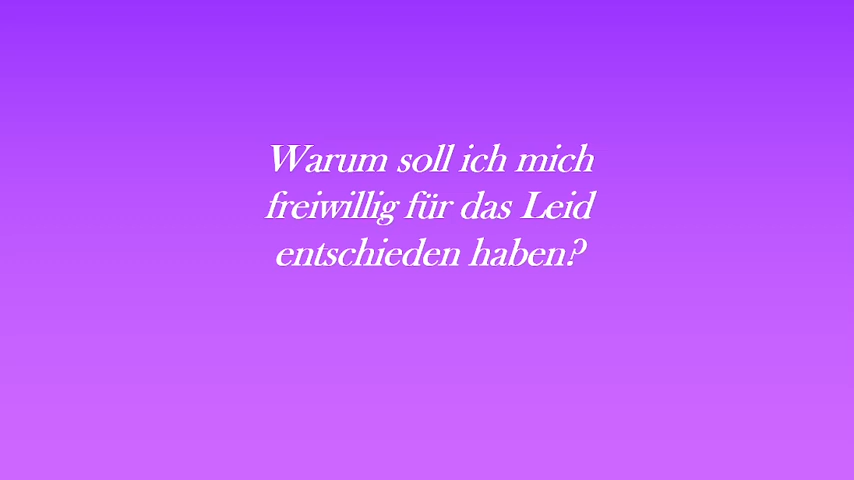 Warum soll ich mich
freiwillig für das Leid
entschieden haben?